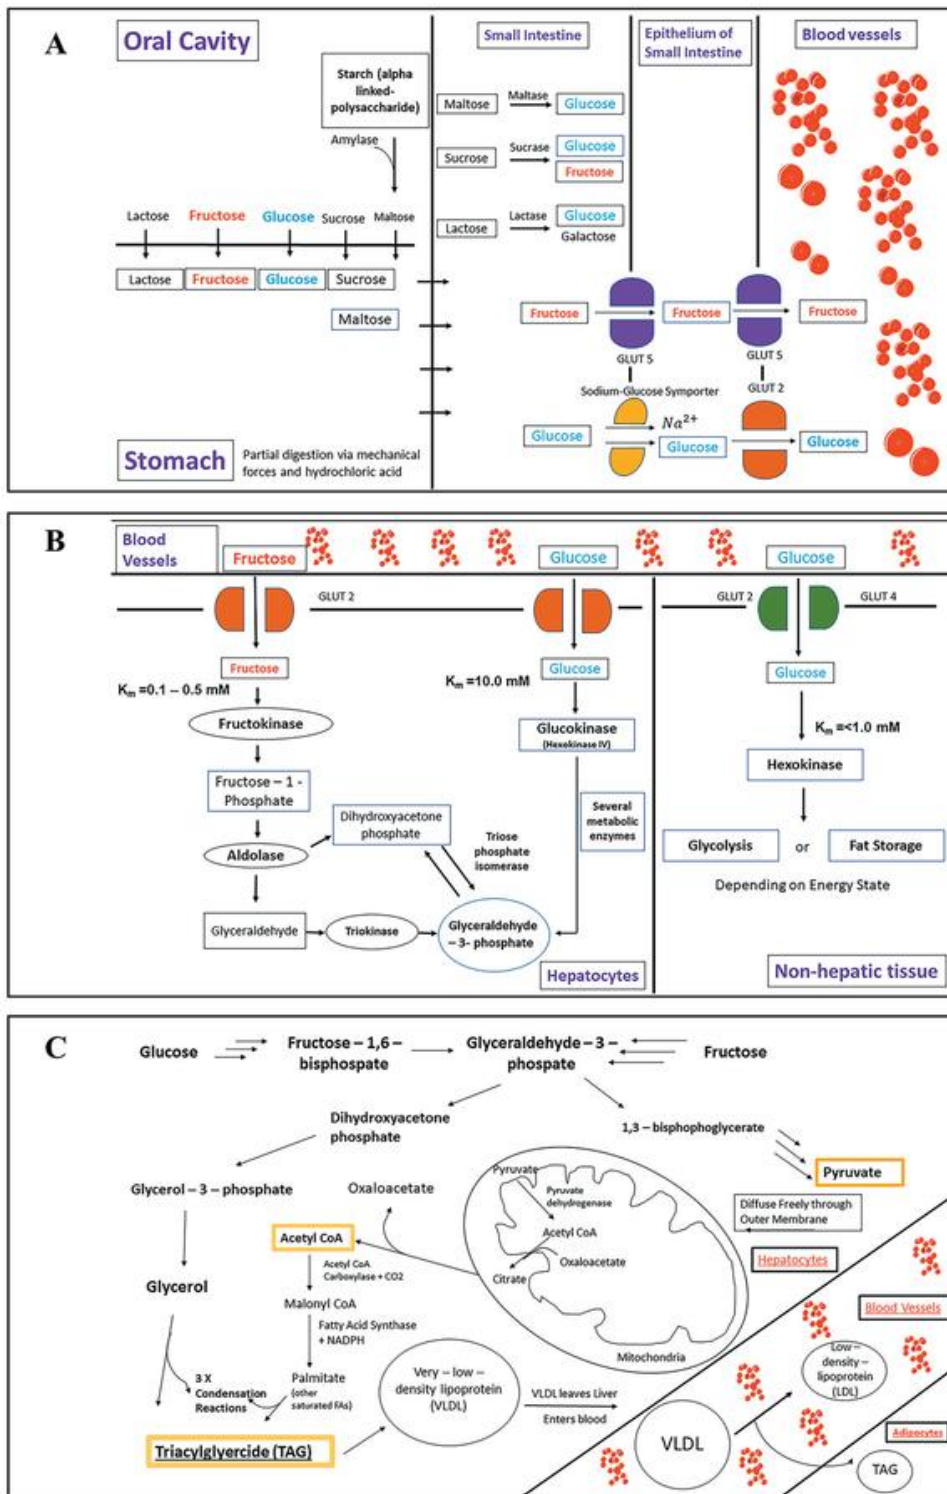 A
Oral Cavity
Starch (alpha
linked-
polysaccharide)
Amylase
Lactose Fructose Glucose Sucrose Maltose
Lactose Fructose Glucose Sucrose
Maltose
Stomach
Partial digestion via mechanical
forces and hydrochloric acid
Small Intestine
Maltose Maltase Glucose
Sucrose Sucrase Glucose
Fructose
Lactose Lactase Glucose
Galactose
Epithelium of
Small Intestine
Blood vessels
Fructose Fructose Fructose
GLUT 5 GLUT 5
Sodium-Glucose Symporter GLUT 2
Na2+
Glucose Glucose Glucose
B
Blood
Vessels
Fructose Glucose Glucose
GLUT 2 GLUT 2 GLUT 4
Fructose
Km =0.1 – 0.5 mM
Fructokinase
Fructose – 1 -
Phosphate
Aldolase
Dihydroxyacetone
phosphate
Triose
phosphate
isomerase
Glyceraldehyde
Triokinase
Glyceraldehyde
– 3- phosphate
Glucose
Km =10.0 mM
Glucokinase
(Hexokinase IV)
Several
metabolic
enzymes
Hepatocytes
Glucose
Km =<1.0 mM
Hexokinase
Glycolysis or Fat Storage
Depending on Energy State
Non-hepatic tissue
C
Glucose
Fructose – 1,6 –
bisphospate
Glyceraldehyde – 3 –
phospate
Fructose
Dihydroxyacetone
phosphate
1,3 – bisphophoglycerate
Pyruvate
Glycerol – 3 – phosphate
Oxaloacetate
Pyruvate
Pyruvate
dehydrogenase
Acetyl CoA
Oxaloacetate
Citrate
Mitochondria
Diffuse Freely through
Outer Membrane
Hepatocytes
Acetyl CoA
Acetyl CoA
Carboxylase + CO2
Glycerol
Malonyl CoA
Fatty Acid Synthase
+ NADPH
3 X
Condensation
Reactions
Palmitate
(other
saturated FAs)
Triacylglycercide (TAG)
Very – low –
density lipoprotein
(VLDL)
VLDL leaves Liver
Enters blood
Blood Vessels
VLDL
Low –
density –
lipoprotein
(LDL)
Adipocytes
TAG